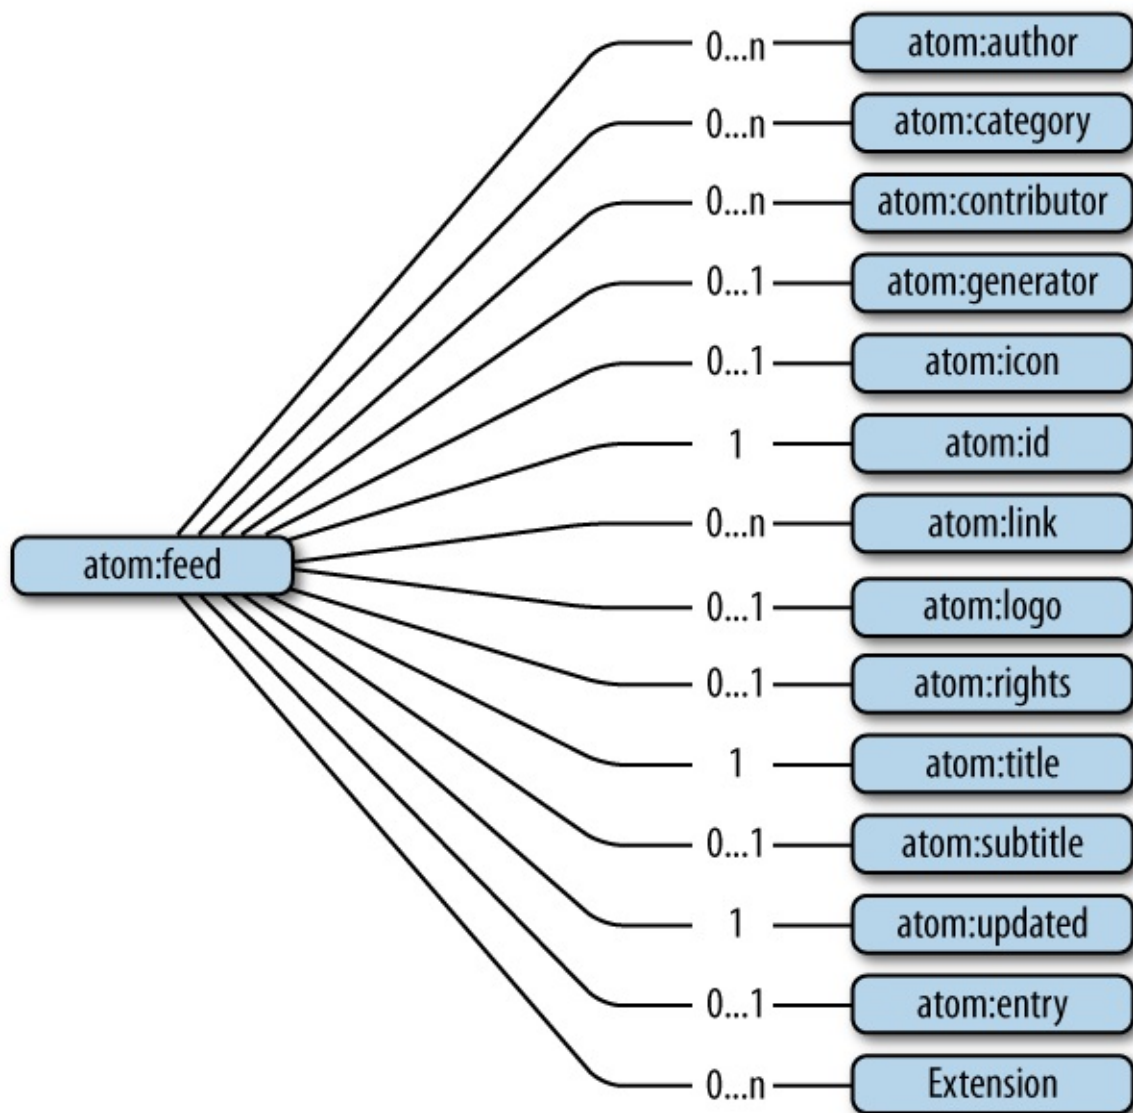 0...n atom:author
0...n atom:category
0...n atom:contributor
0...1 atom:generator
0...1 atom:icon
1 atom:id
0...n atom:link
atom:feed
0...1 atom:logo
0...1 atom:rights
1 atom:title
0...1 atom:subtitle
1 atom:updated
0...1 atom:entry
0...n Extension